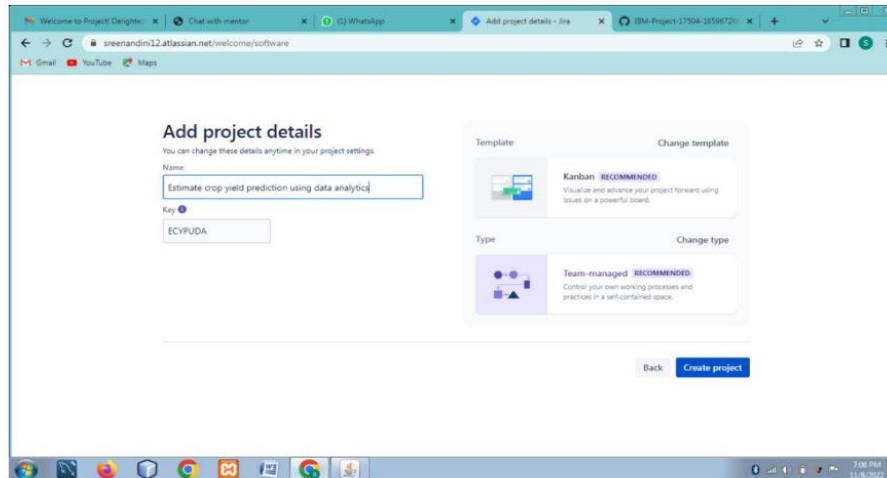 Welcome to Project! Delighted
Chat with mentor
(1) WhatsApp
Add project details - Jira
IBM-Project-17504-1659672
sreenandini12.atlassian.net/welcome/software
S
Gmail
YouTube
Maps
Add project details
You can change these details anytime in your project settings.
Name
Estimate crop yield prediction using data analytics
Key
ECYPUDA
Template
Change template
Kanban RECOMMENDED
Visualize and advance your project forward using
issues on a powerful board.
Type
Change type
Team-managed RECOMMENDED
Control your own working processes and
practices in a self-contained space.
Back
Create project
7:08 PM
11/8/2022